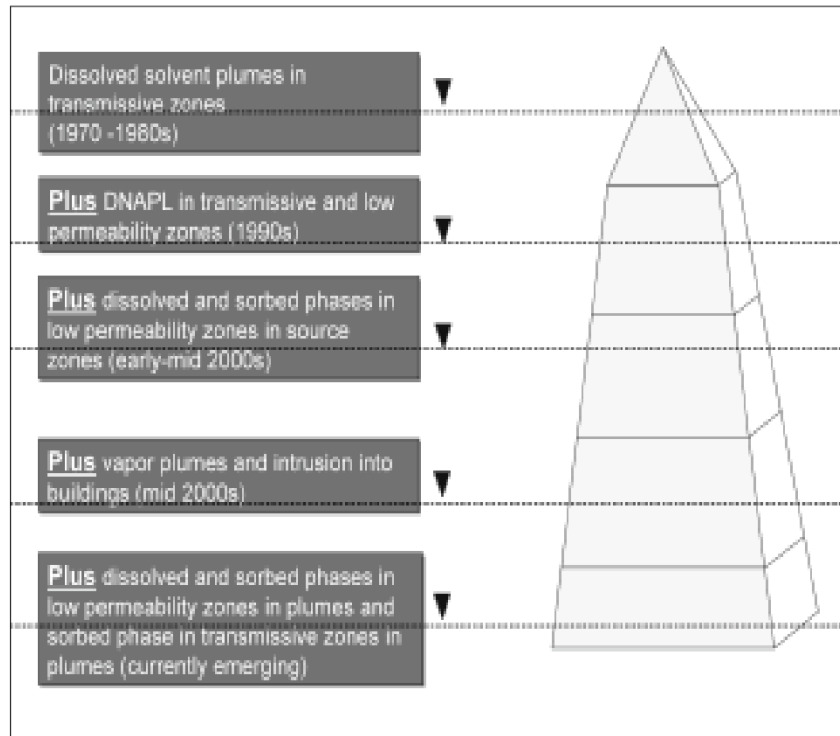 Dissolved solvent plumes in
transmissive zones
(1970 -1980s)
Plus DNAPL in transmissive and low
permeability zones (1990s)
Plus dissolved and sorbed phases in
low permeability zones in source
zones (early-mid 2000s)
Plus vapor plumes and intrusion into
buildings (mid 2000s)
Plus dissolved and sorbed phases in
low permeability zones in plumes and
sorbed phase in transmissive zones in
plumes (currently emerging)